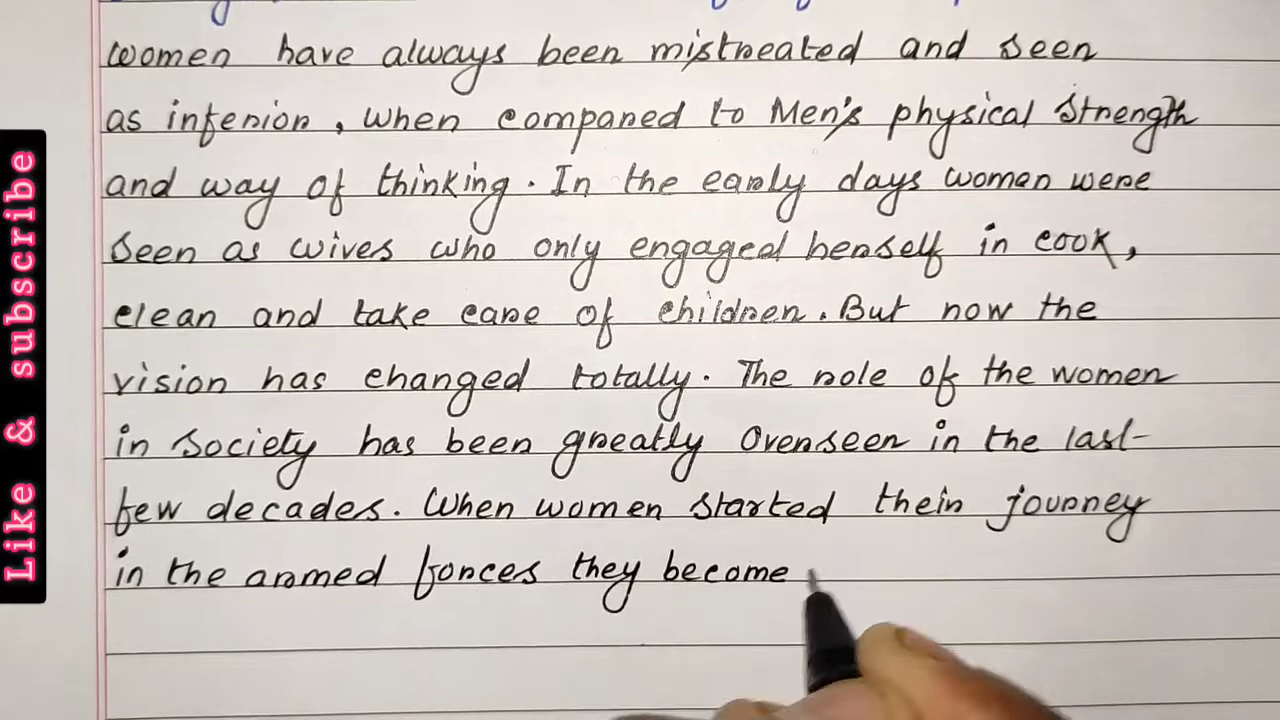 women have always been mistreated and seen
as inferior, when compared to Men's physical strength
and way of thinking. In the early days women were
seen as wives who only engaged herself in cook,
clean and take care of children. But now the
vision has changed totally. The role of the women
in society has been greatly overseen in the last
few decades. When women started their journey
in the armed forces they become
Like & subscribe